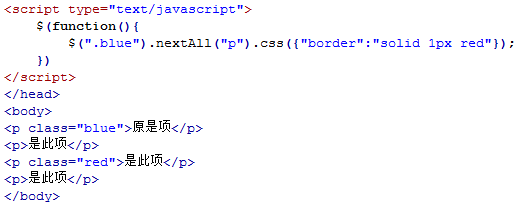 <script type="text/javascript">
$(function(){
$(".blue").nextAll("p").css({"border":"solid 1px red"});
})
</script>
</head>
<body>
<p class="blue">原是项</p>
<p>是此项</p>
<p class="red">是此项</p>
<p>是此项</p>
</body>